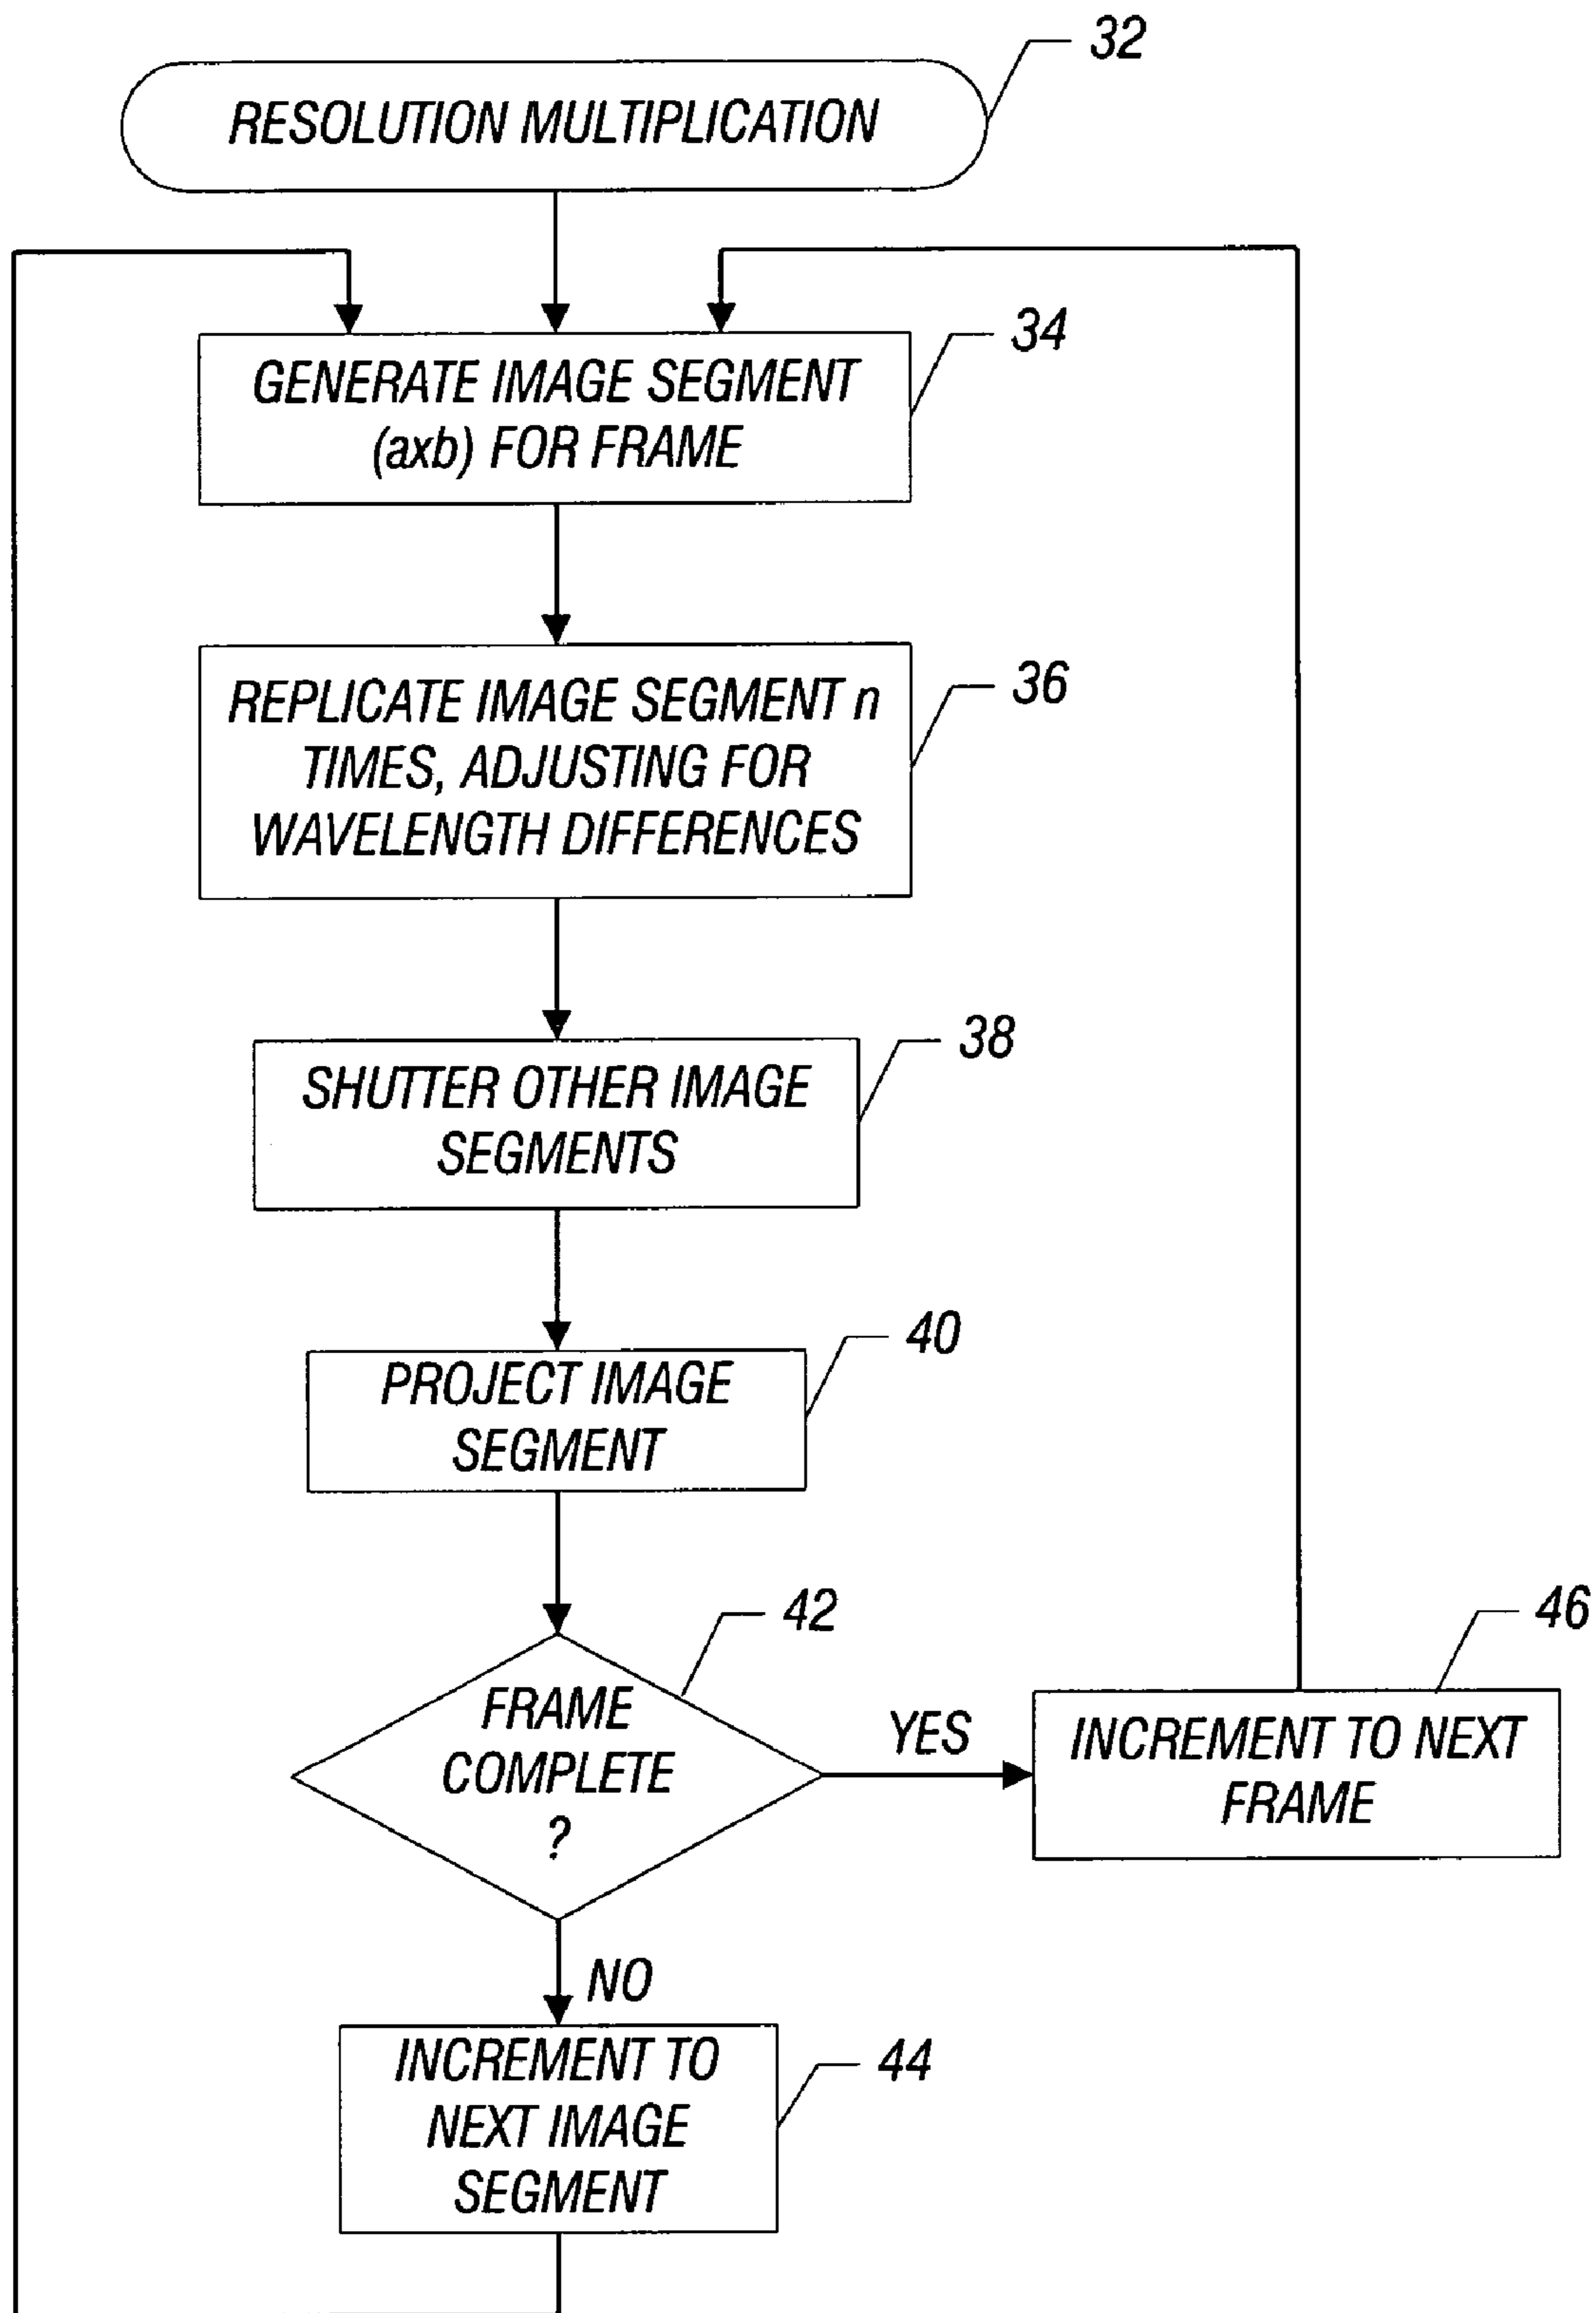 32
RESOLUTION MULTIPLICATION
34
GENERATE IMAGE SEGMENT
(axb) FOR FRAME
36
REPLICATE IMAGE SEGMENT n
TIMES, ADJUSTING FOR
WAVELENGTH DIFFERENCES
38
SHUTTER OTHER IMAGE
SEGMENTS
40
PROJECT IMAGE
SEGMENT
42
FRAME
COMPLETE
?
YES
46
INCREMENT TO NEXT
FRAME
NO
44
INCREMENT TO
NEXT IMAGE
SEGMENT